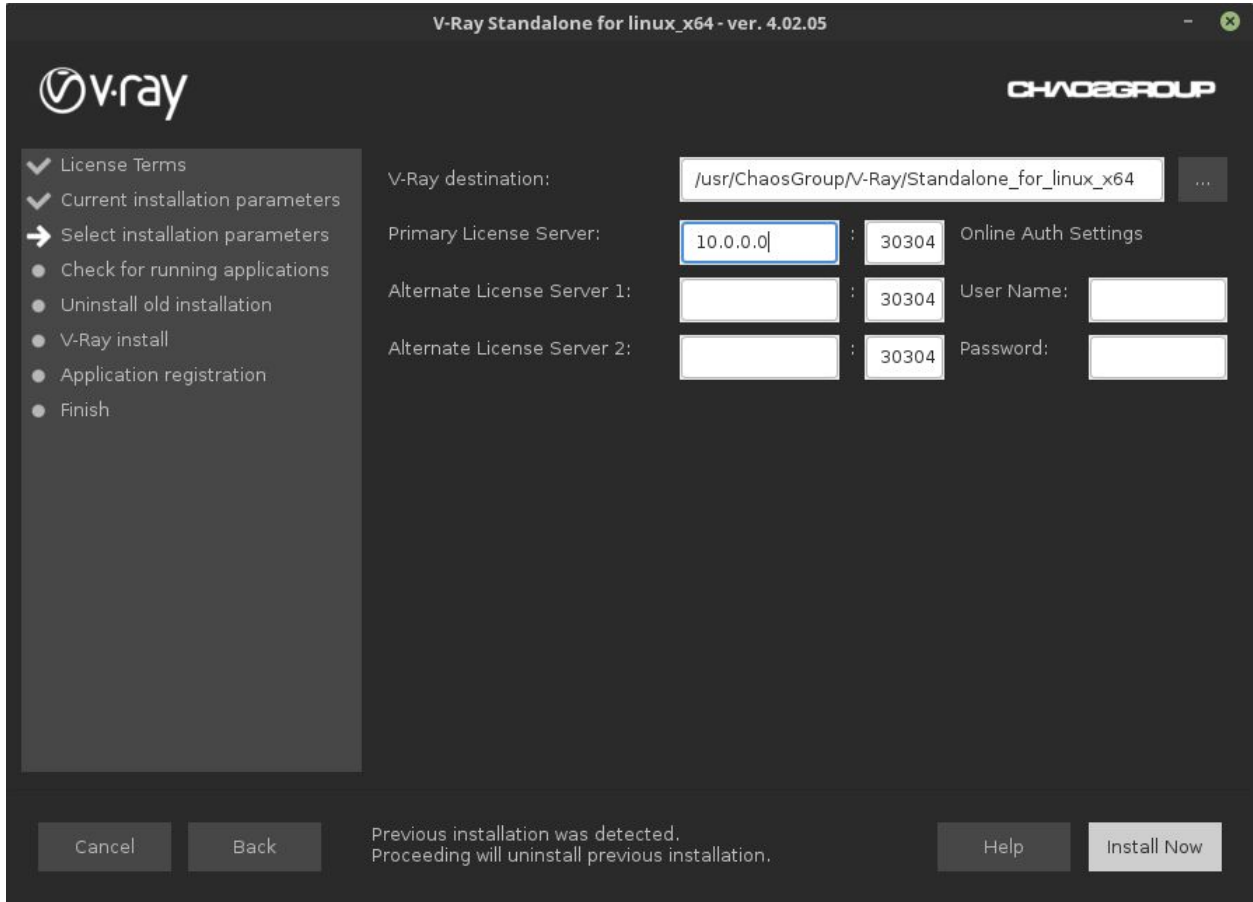 V-Ray Standalone for linux_x64 - ver. 4.02.05
v·ray
CHAOSGROUP
License Terms
Current installation parameters
Select installation parameters
Check for running applications
Uninstall old installation
V-Ray install
Application registration
Finish
V-Ray destination: /usr/ChaosGroup/V-Ray/Standalone_for_linux_x64 ...
Primary License Server: 10.0.0.0 : 30304 Online Auth Settings
Alternate License Server 1: : 30304 User Name:
Alternate License Server 2: : 30304 Password:
Cancel Back
Previous installation was detected.
Proceeding will uninstall previous installation.
Help Install Now